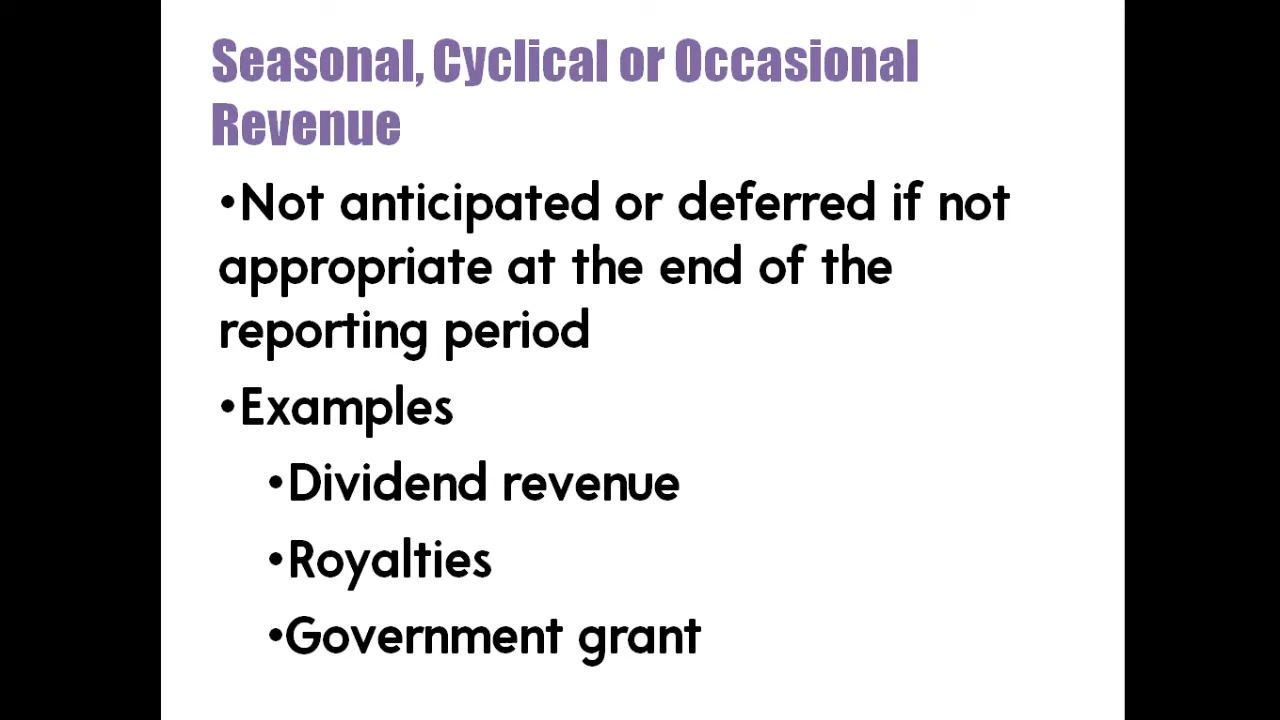 Seasonal, Cyclical or Occasional
Revenue
•Not anticipated or deferred if not
appropriate at the end of the
reporting period
•Examples
•Dividend revenue
•Royalties
•Government grant